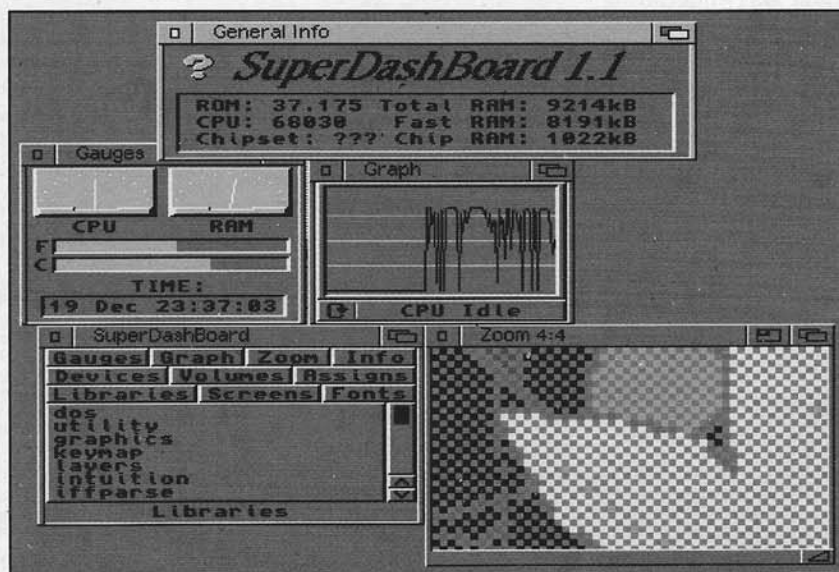 General Info
? SuperDashBoard 1.1
ROM: 37.175 Total RAM: 9214kB
CPU: 68030 Fast RAM: 8191kB
Chipset: ??? Chip RAM: 1022kB
Gauges
CPU RAM
F
C
TIME:
19 Dec 23:37:03
Graph
CPU Idle
SuperDashBoard
Gauges Graph Zoom Info
Devices Volumes Assigns
Libraries Screens Fonts
dos
utility
graphics
keymap
layers
intuition
iffparse
Libraries
Zoom 4:4